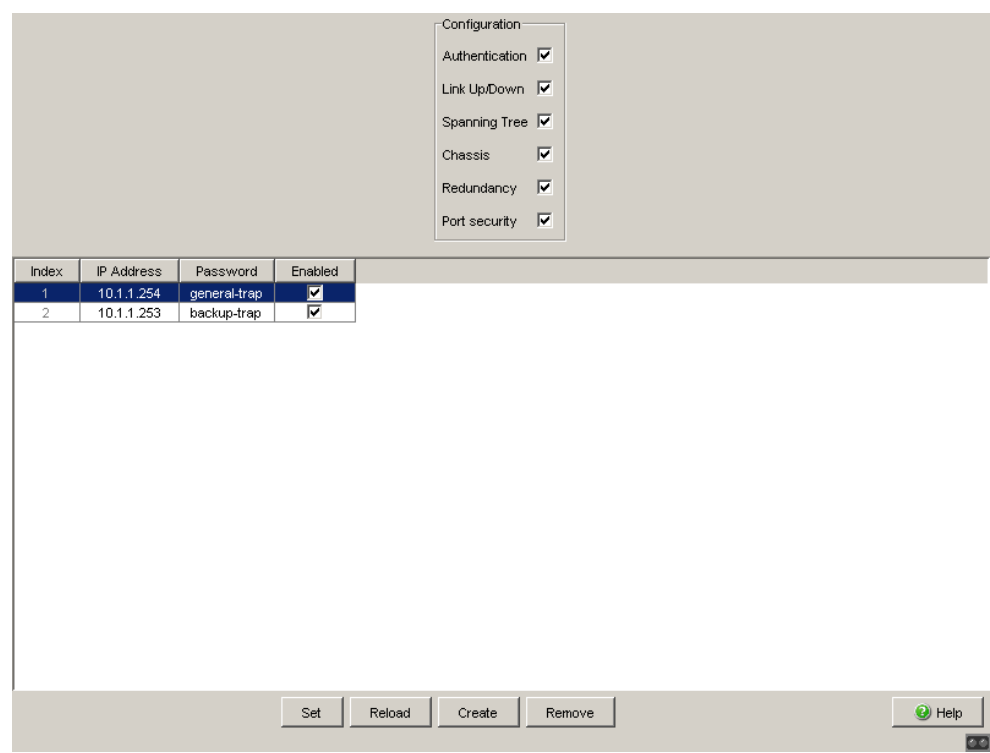 Configuration
Authentication
Link Up/Down
Spanning Tree
Chassis
Redundancy
Port security
Index IP Address Password Enabled
1 10.1.1.254 general-trap
2 10.1.1.253 backup-trap
Set Reload Create Remove Help